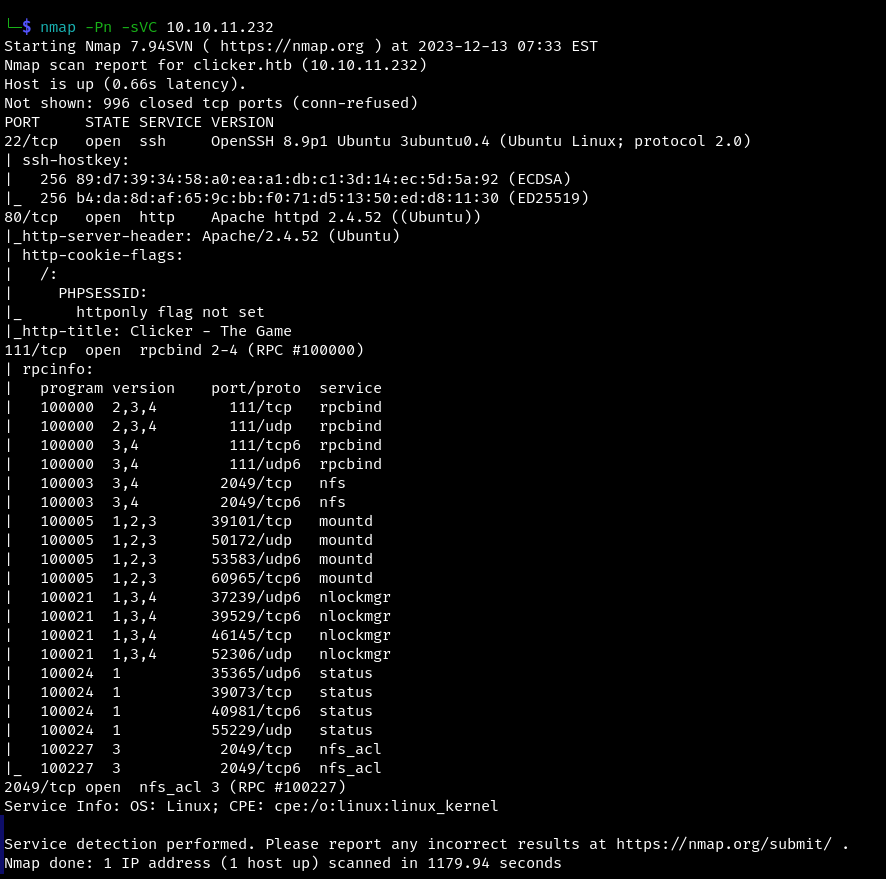 └─$ nmap -Pn -sVC 10.10.11.232
Starting Nmap 7.94SVN ( https://nmap.org ) at 2023-12-13 07:33 EST
Nmap scan report for clicker.htb (10.10.11.232)
Host is up (0.66s latency).
Not shown: 996 closed tcp ports (conn-refused)
PORT     STATE SERVICE VERSION
22/tcp   open  ssh     OpenSSH 8.9p1 Ubuntu 3ubuntu0.4 (Ubuntu Linux; protocol 2.0)
| ssh-hostkey:
|   256 89:d7:39:34:58:a0:ea:a1:db:c1:3d:14:ec:5d:5a:92 (ECDSA)
|_  256 b4:da:8d:af:65:9c:bb:f0:71:d5:13:50:ed:d8:11:30 (ED25519)
80/tcp   open  http    Apache httpd 2.4.52 ((Ubuntu))
|_http-server-header: Apache/2.4.52 (Ubuntu)
| http-cookie-flags:
|   /:
|     PHPSESSID:
|_      httponly flag not set
|_http-title: Clicker - The Game
111/tcp  open  rpcbind 2-4 (RPC #100000)
| rpcinfo:
|   program version    port/proto  service
|   100000  2,3,4        111/tcp   rpcbind
|   100000  2,3,4        111/udp   rpcbind
|   100000  3,4          111/tcp6  rpcbind
|   100000  3,4          111/udp6  rpcbind
|   100003  3,4         2049/tcp   nfs
|   100003  3,4         2049/tcp6  nfs
|   100005  1,2,3      39101/tcp   mountd
|   100005  1,2,3      50172/udp   mountd
|   100005  1,2,3      53583/udp6  mountd
|   100005  1,2,3      60965/tcp6  mountd
|   100021  1,3,4      37239/udp6  nlockmgr
|   100021  1,3,4      39529/tcp6  nlockmgr
|   100021  1,3,4      46145/tcp   nlockmgr
|   100021  1,3,4      52306/udp   nlockmgr
|   100024  1          35365/udp6  status
|   100024  1          39073/tcp   status
|   100024  1          40981/tcp6  status
|   100024  1          55229/udp   status
|   100227  3           2049/tcp   nfs_acl
|_  100227  3           2049/tcp6  nfs_acl
2049/tcp open  nfs_acl 3 (RPC #100227)
Service Info: OS: Linux; CPE: cpe:/o:linux:linux_kernel

Service detection performed. Please report any incorrect results at https://nmap.org/submit/ .
Nmap done: 1 IP address (1 host up) scanned in 1179.94 seconds